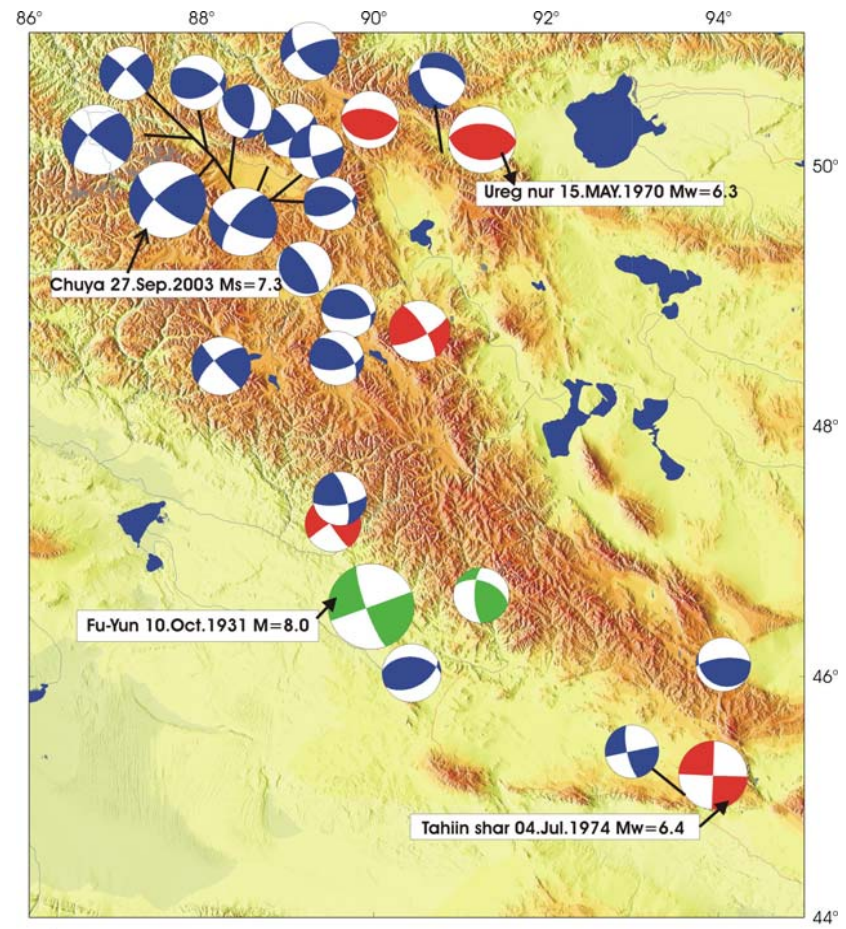 86° 88° 90° 92° 94°
50°
Ureg nur 15.MAY.1970 Mw=6.3
Chuya 27.Sep.2003 Ms=7.3
48°
Fu-Yun 10.Oct.1931 M=8.0
46°
Tahiin shar 04.Jul.1974 Mw=6.4
44°